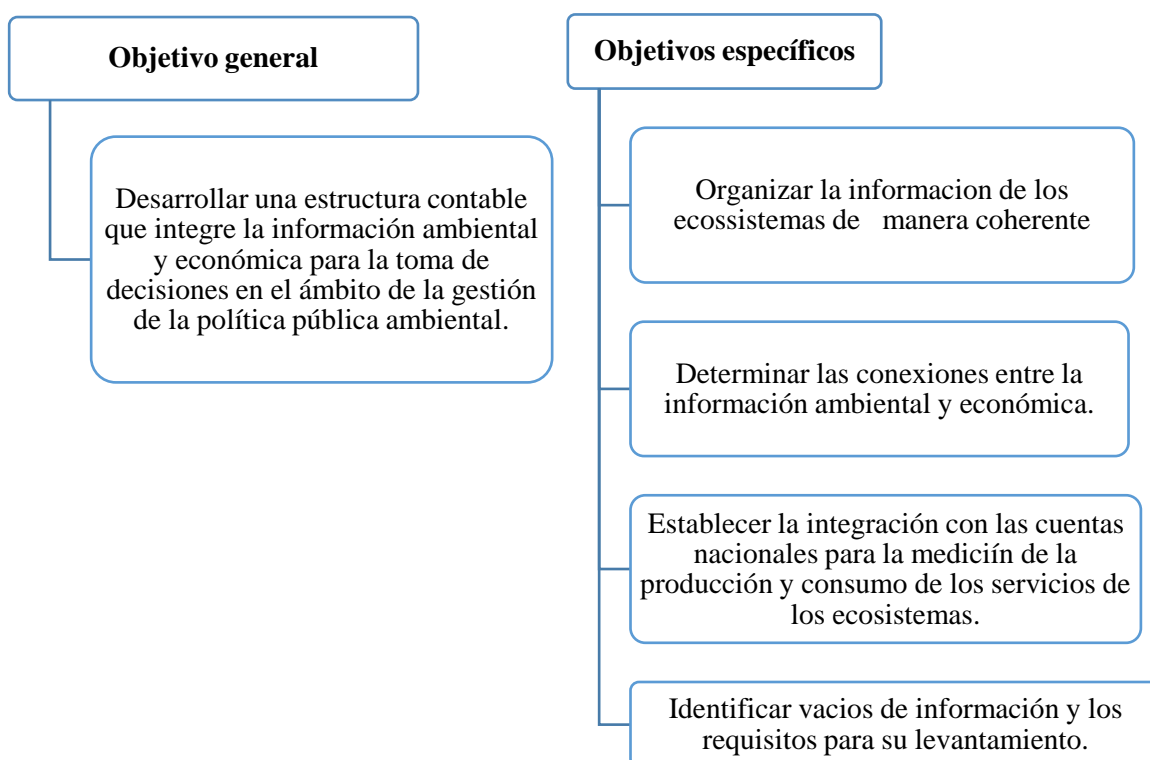 Objetivo general
Desarrollar una estructura contable
que integre la información ambiental
y económica para la toma de
decisiones en el ámbito de la gestión
de la política pública ambiental.
Objetivos específicos
Organizar la informacion de los
ecossistemas de manera coherente
Determinar las conexiones entre la
información ambiental y económica.
Establecer la integración con las cuentas
nacionales para la mediciín de la
producción y consumo de los servicios de
los ecosistemas.
Identificar vacios de información y los
requisitos para su levantamiento.